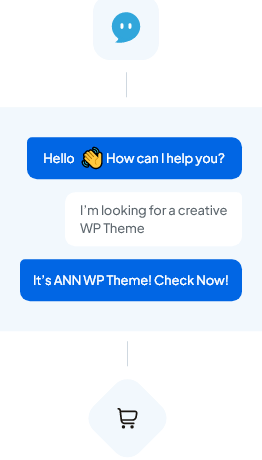 Hello 👋 How can I help you?
I'm looking for a creative
WP Theme
It's ANN WP Theme! Check Now!